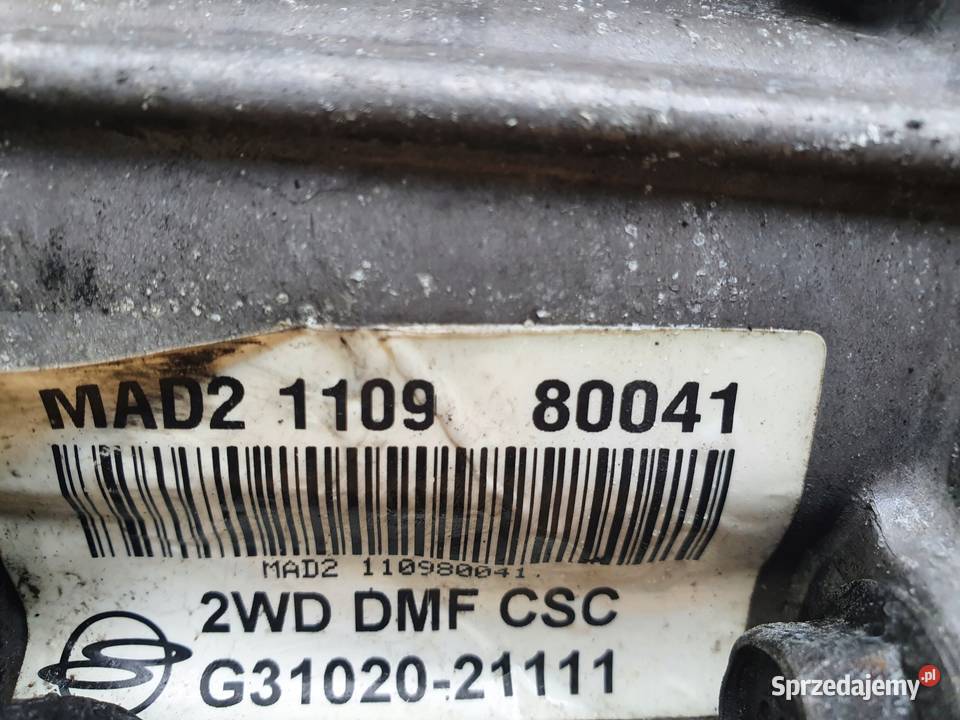 MAD2 1109 80041
MAD2 110980041
2WD DMF CSC
G31020-21111
Sprzedajemy.pl